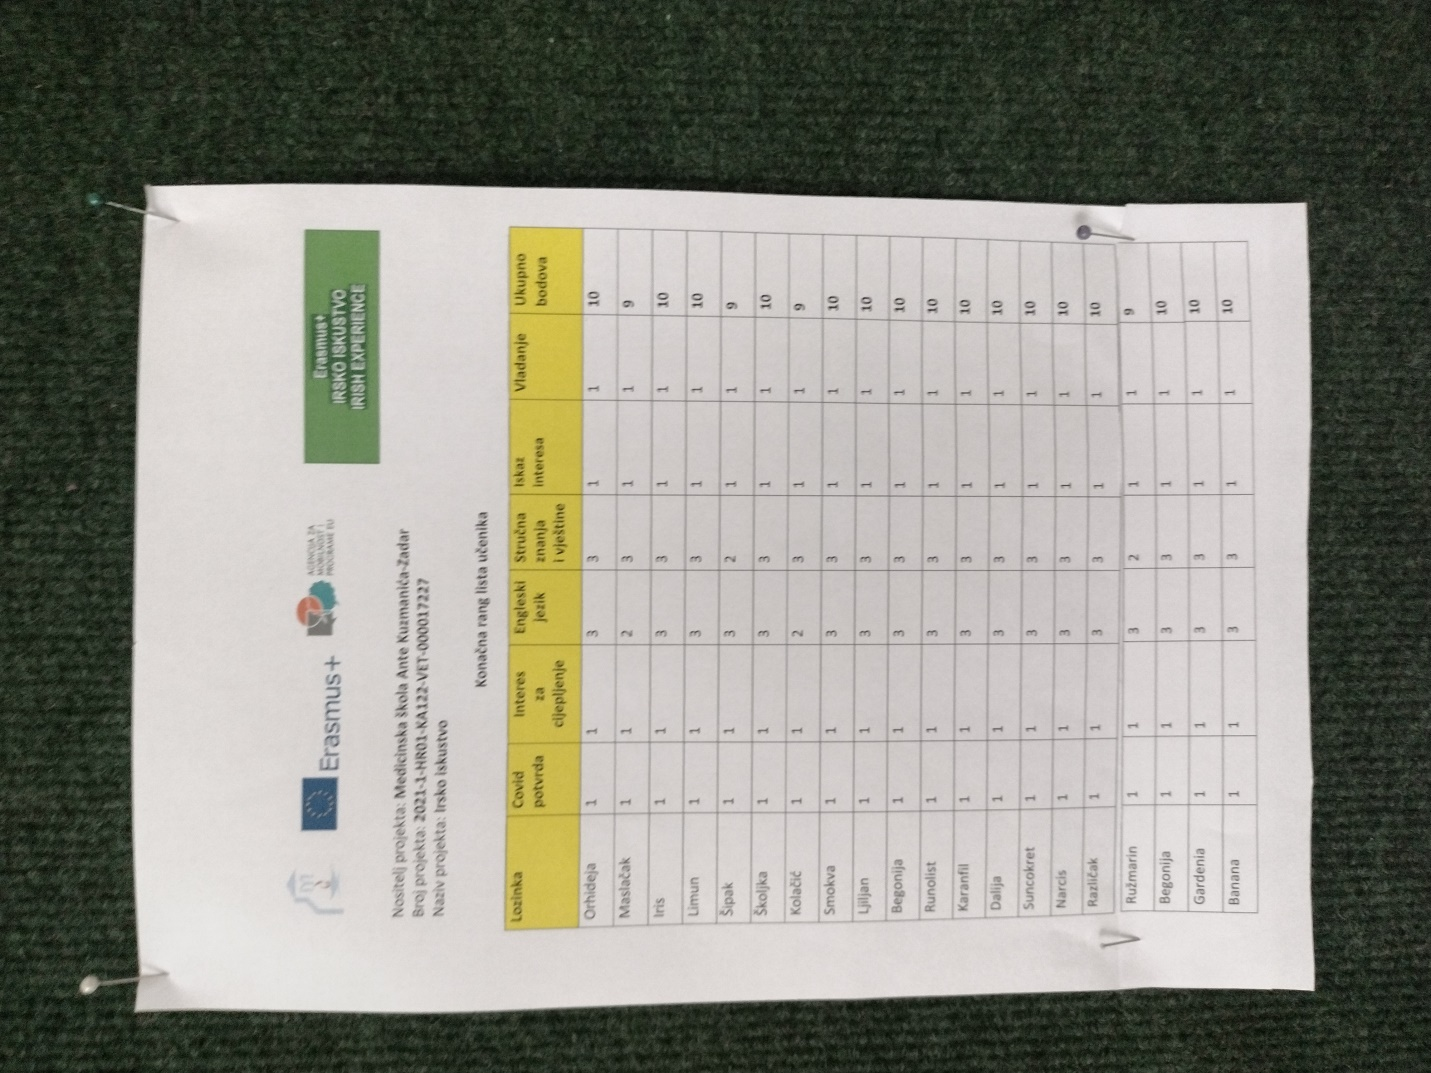 Erasmus+
AGENCIJA ZA
MOBILNOST I
PROGRAME EU
Erasmus+
IRSKO ISKUSTVO
IRISH EXPERIENCE
Nositelj projekta: Medicinska škola Ante Kuzmanića-Zadar
Broj projekta: 2021-1-HR01-KA122-VET-000017227
Naziv projekta: Irsko iskustvo
Konačna rang lista učenika
Lozinka Covid potvrda Interes za cijepljenje Engleski jezik Stručna znanja i vještine Iskaz interesa Vladanje Ukupno bodova
Orhideja 1 1 3 3 1 1 10
Maslačak 1 1 2 3 1 1 9
Iris 1 1 3 3 1 1 10
Limun 1 1 3 3 1 1 10
Šipak 1 1 3 2 1 1 9
Školjka 1 1 3 3 1 1 10
Kolačić 1 1 2 3 1 1 9
Smokva 1 1 3 3 1 1 10
Ljiljan 1 1 3 3 1 1 10
Begonija 1 1 3 3 1 1 10
Runolist 1 1 3 3 1 1 10
Karanfil 1 1 3 3 1 1 10
Dalija 1 1 3 3 1 1 10
Suncokret 1 1 3 3 1 1 10
Narcis 1 1 3 3 1 1 10
Različak 1 1 3 3 1 1 10
Ružmarin 1 1 3 2 1 1 9
Begonija 1 1 3 3 1 1 10
Gardenia 1 1 3 3 1 1 10
Banana 1 1 3 3 1 1 10